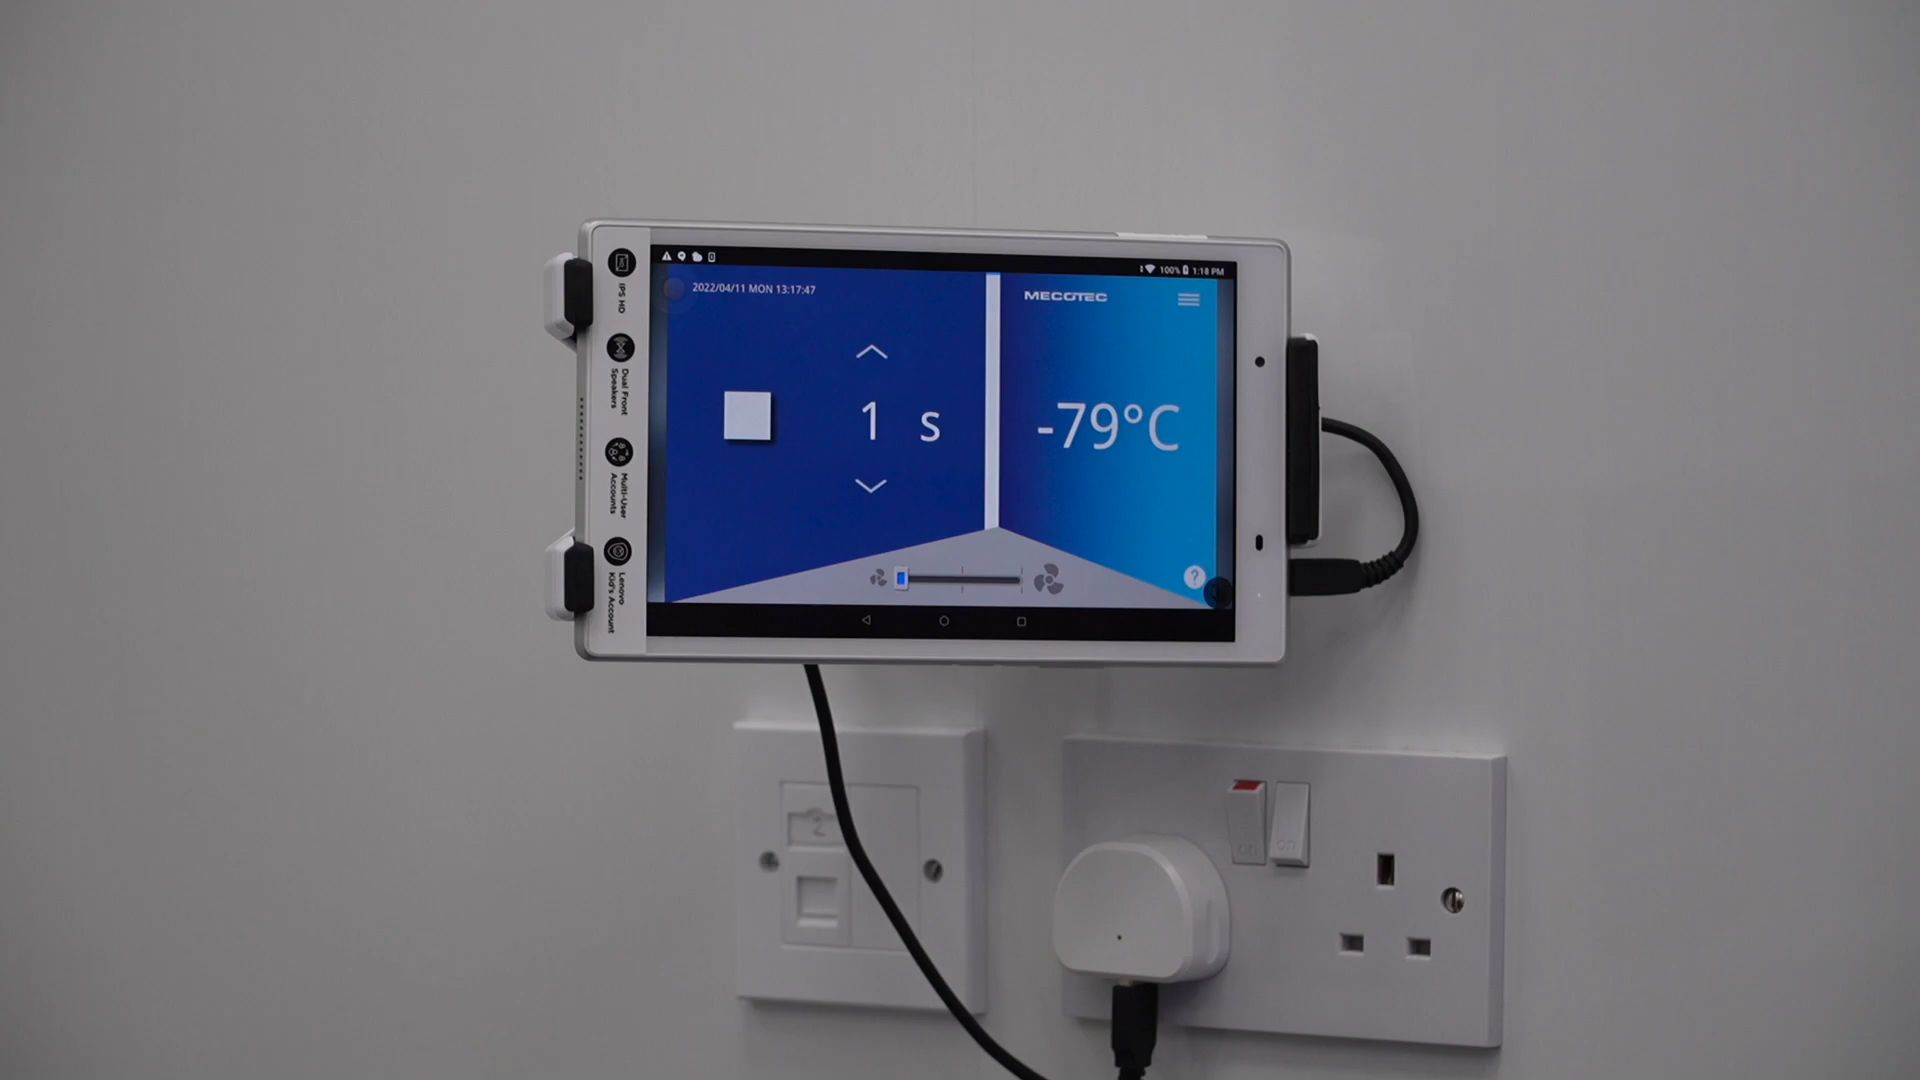 100% 1:18 PM
2022/04/11 MON 13:17:47
MECOTEC
1 s
-79°C
?
IPS HD
Dual Front
Speakers
Multi-User
Accounts
Lenovo
Kid's Account
2
on
on